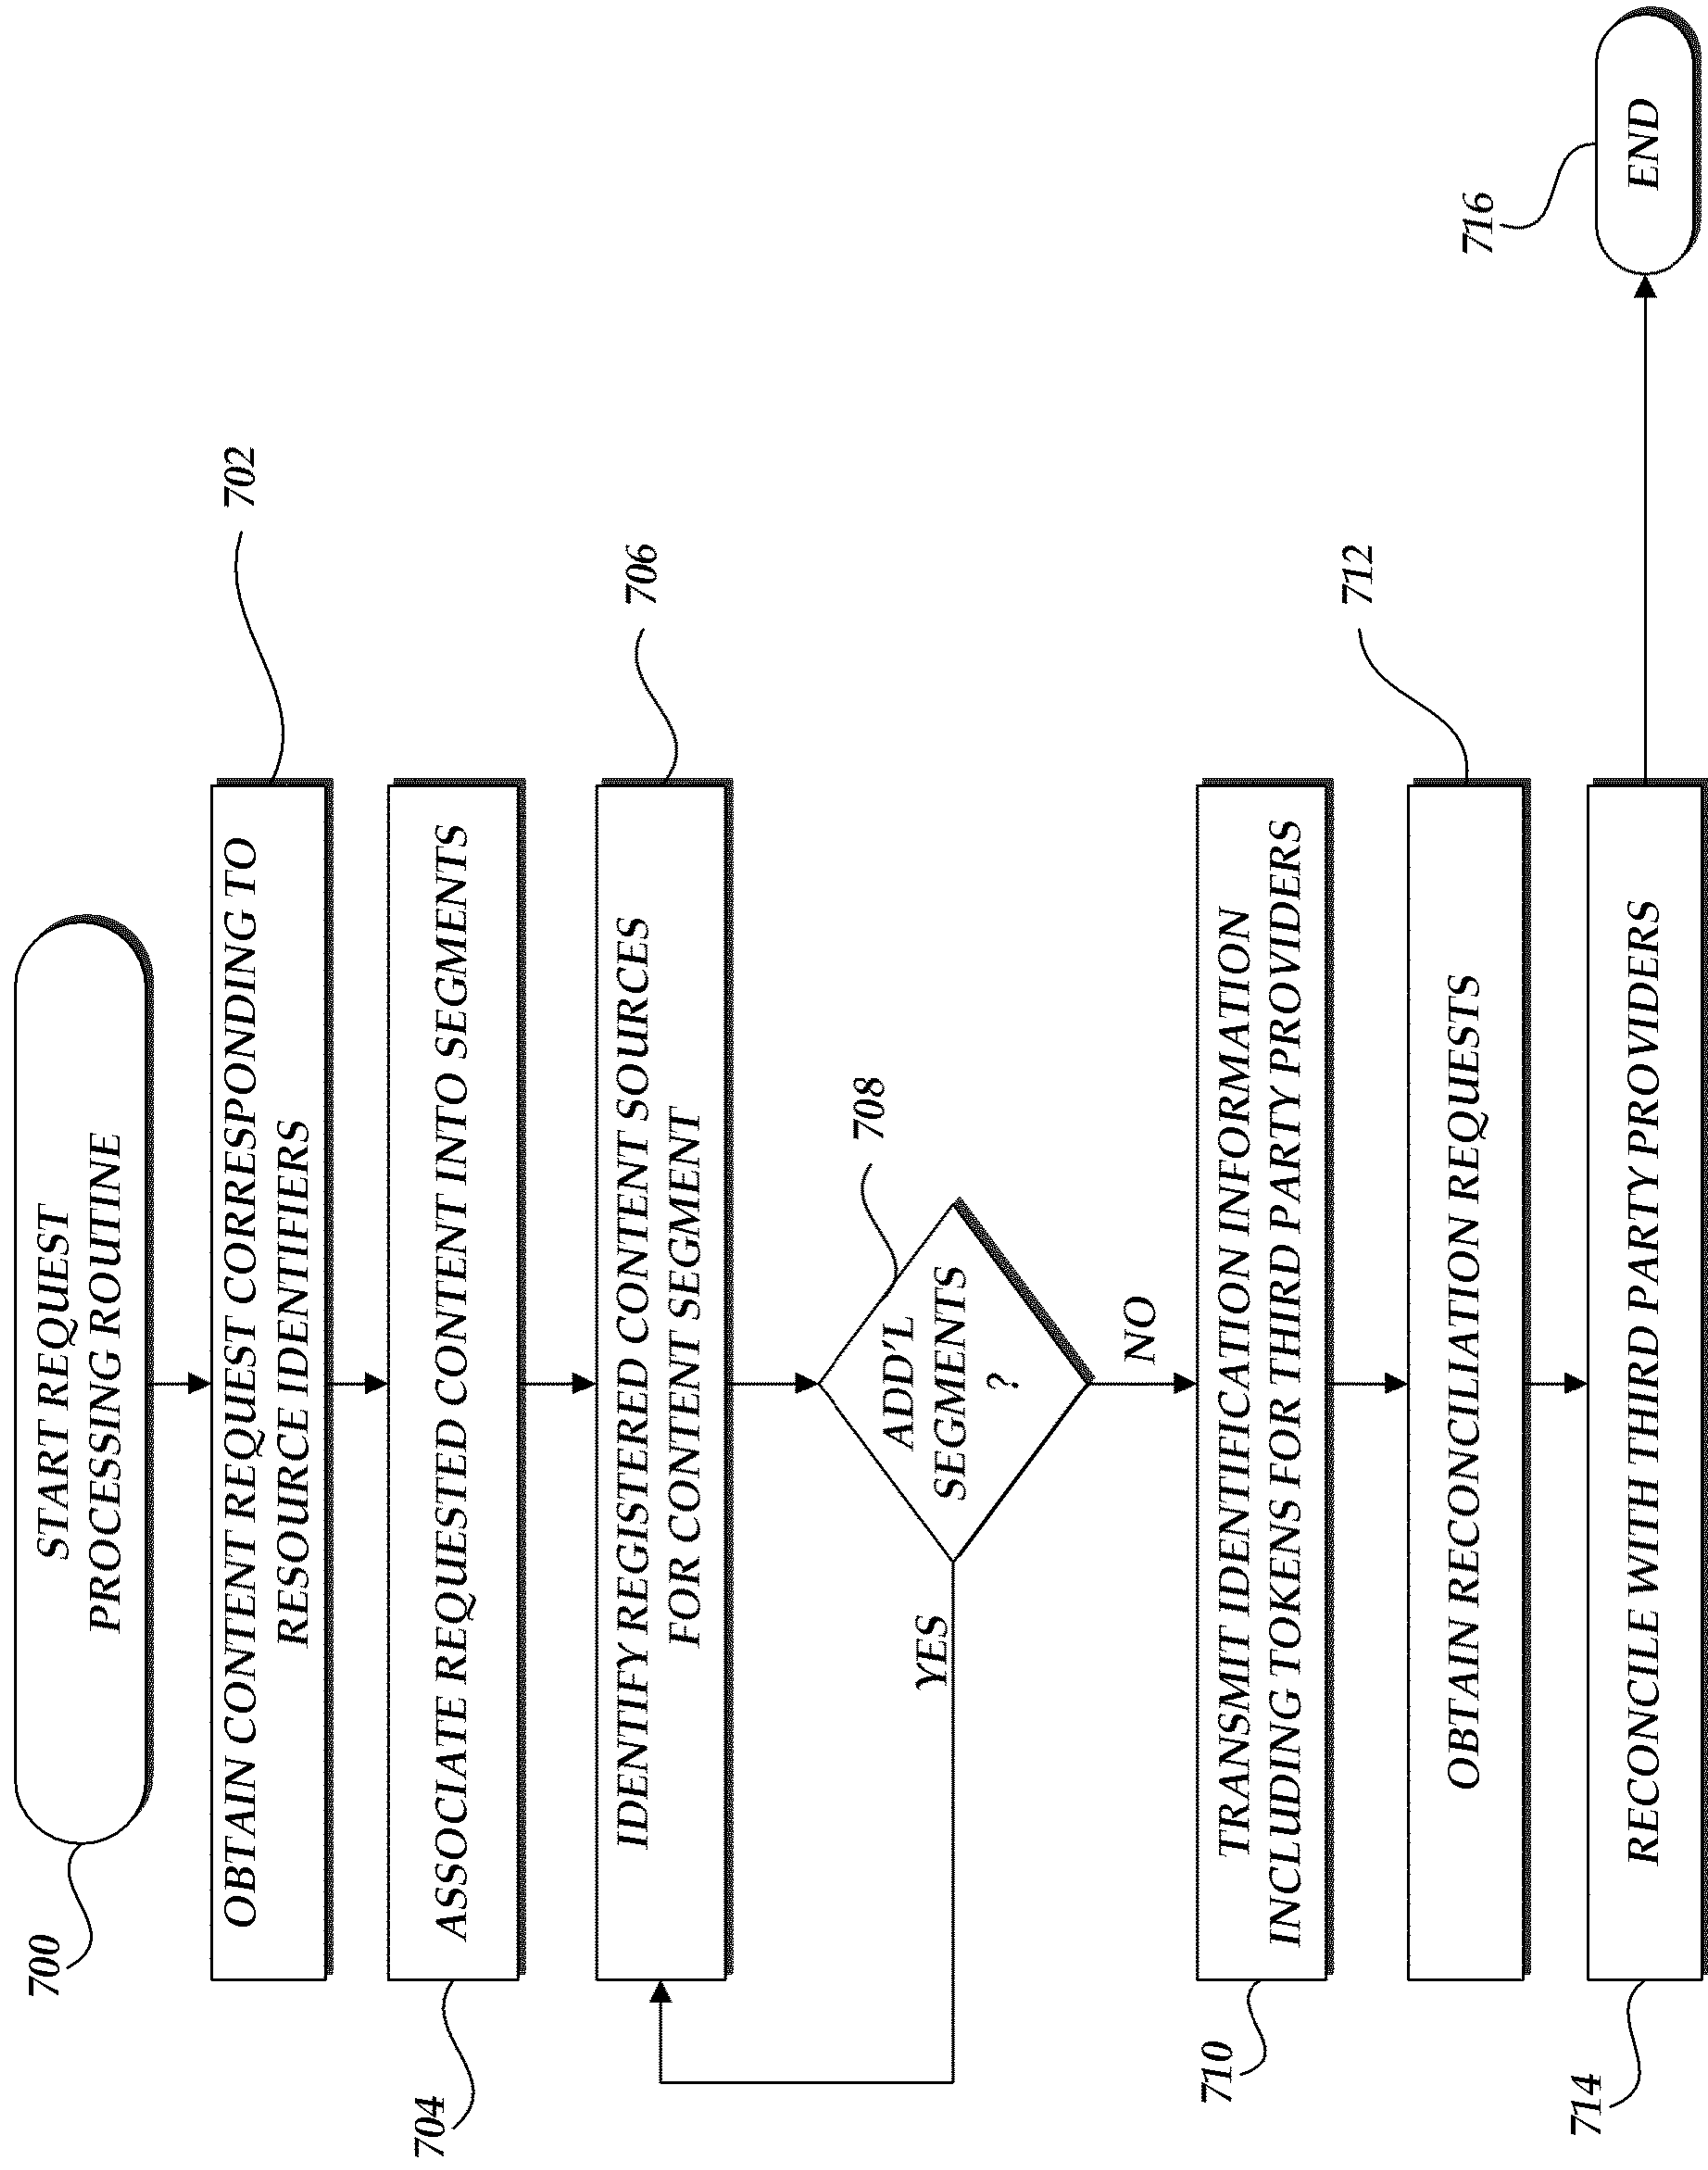 700
START REQUEST
PROCESSING ROUTINE
702
OBTAIN CONTENT REQUEST CORRESPONDING TO
RESOURCE IDENTIFIERS
704
ASSOCIATE REQUESTED CONTENT INTO SEGMENTS
706
IDENTIFY REGISTERED CONTENT SOURCES
FOR CONTENT SEGMENT
708
ADD'L
SEGMENTS
?
YES
NO
710
TRANSMIT IDENTIFICATION INFORMATION
INCLUDING TOKENS FOR THIRD PARTY PROVIDERS
712
OBTAIN RECONCILIATION REQUESTS
714
RECONCILE WITH THIRD PARTY PROVIDERS
716
END